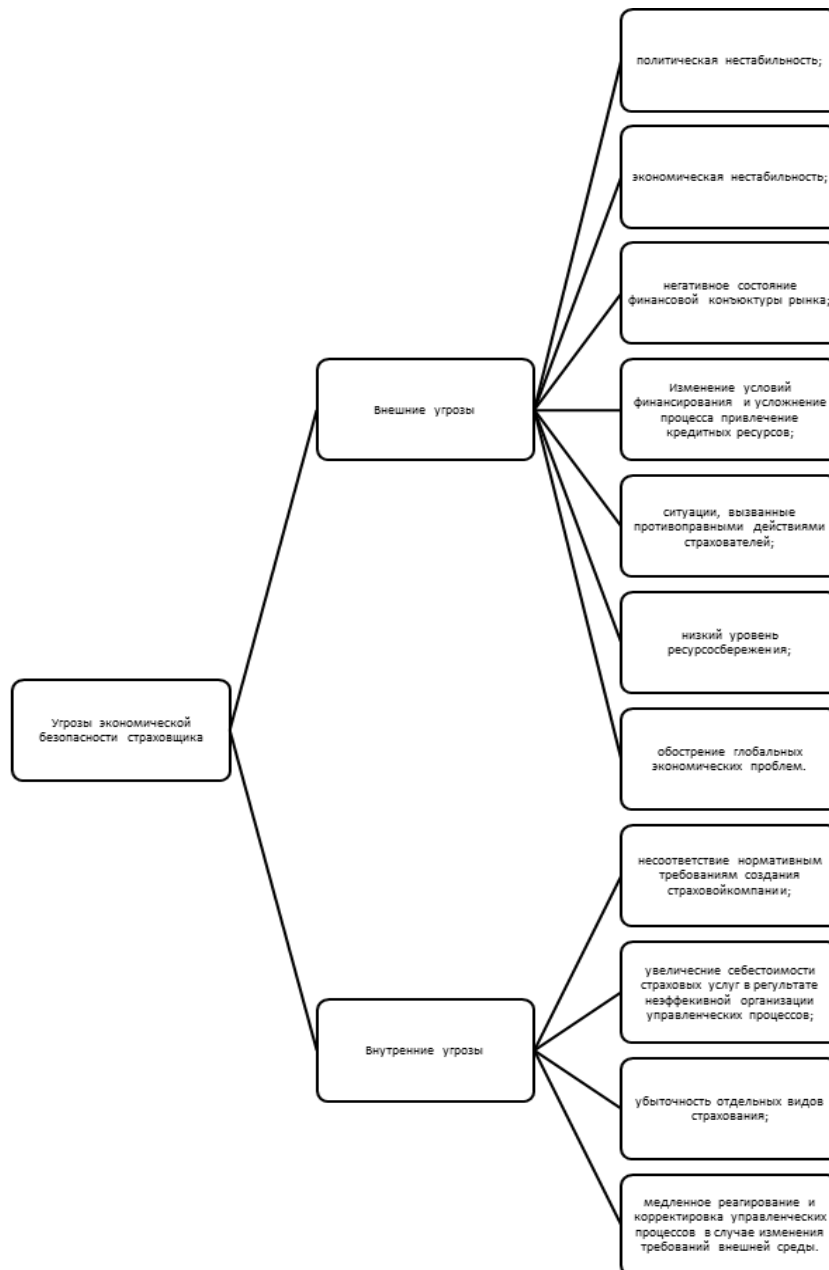 Угрозы экономической
безопасности страховщика
Внешние угрозы
политическая нестабильность;
экономическая нестабильность;
негативное состояние
финансовой конъюктуры рынка;
Изменение условий
финансирования и усложнение
процесса привлечение
кредитных ресурсов;
ситуации, вызванные
противоправными действиями
страхователей;
низкий уровень
ресурсосбережения;
обострение глобальных
экономических проблем.
Внутренние угрозы
несоответствие нормативным
требованиям создания
страховойкомпании;
увеличесние себестоимости
страховых услуг в регультате
неэффекивной организации
управленческих процессов;
убыточность отдельных видов
страхования;
медленное реагирование и
корректировка управленческих
процессов в случае изменения
требований внешней среды.